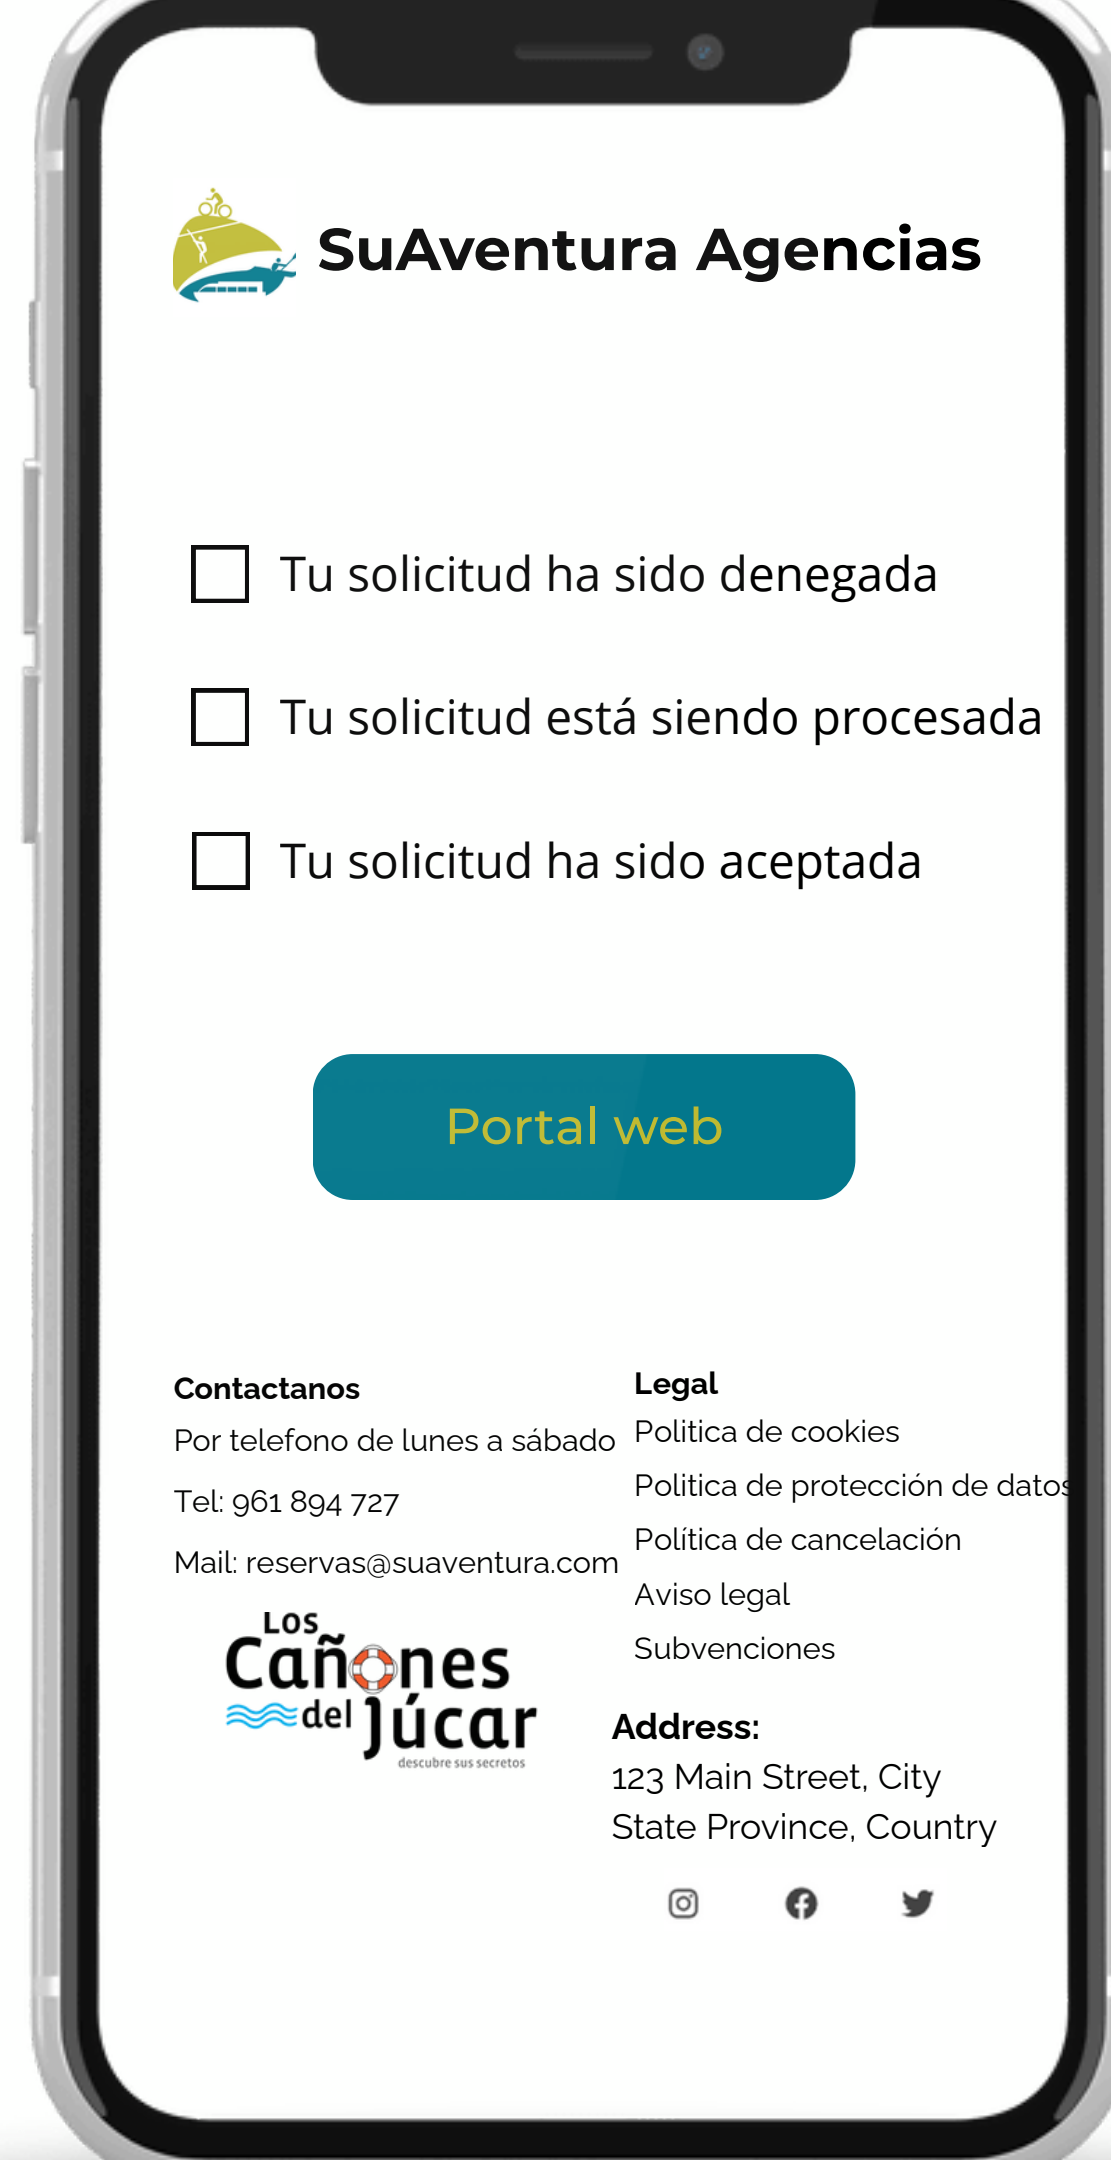 SuAventura Agencias
Tu solicitud ha sido denegada
Tu solicitud está siendo procesada
Tu solicitud ha sido aceptada
Portal web
Contactanos
Por telefono de lunes a sábado
Tel: 961 894 727
Mail: reservas@suaventura.com
Los
Cañones
del Júcar
descubre sus secretos
Legal
Politica de cookies
Politica de protección de datos
Política de cancelación
Aviso legal
Subvenciones
Address:
123 Main Street, City
State Province, Country